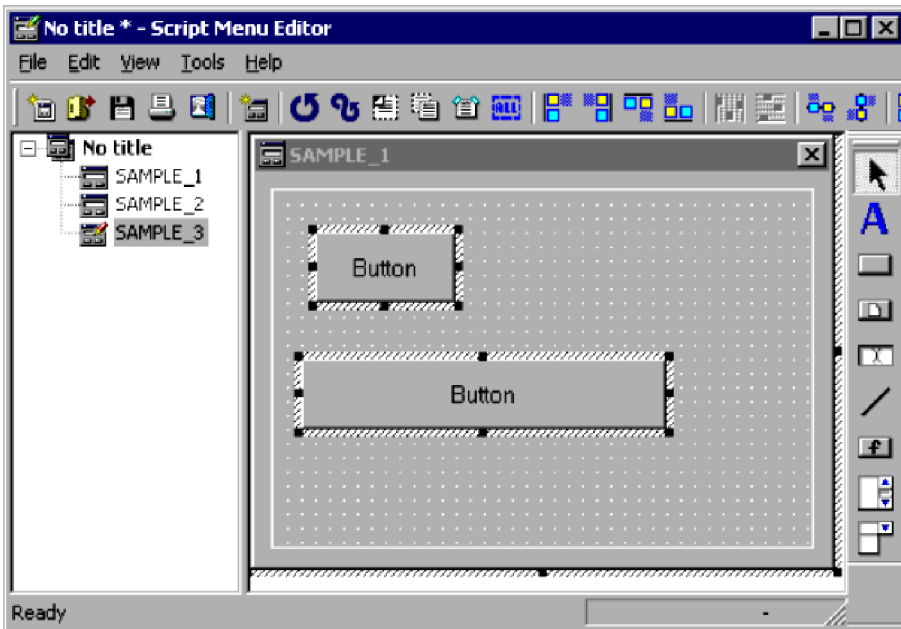 No title * - Script Menu Editor
File Edit View Tools Help
ALL
No title
SAMPLE_1
SAMPLE_2
SAMPLE_3
SAMPLE_1
Button
Button
A
f
Ready
-